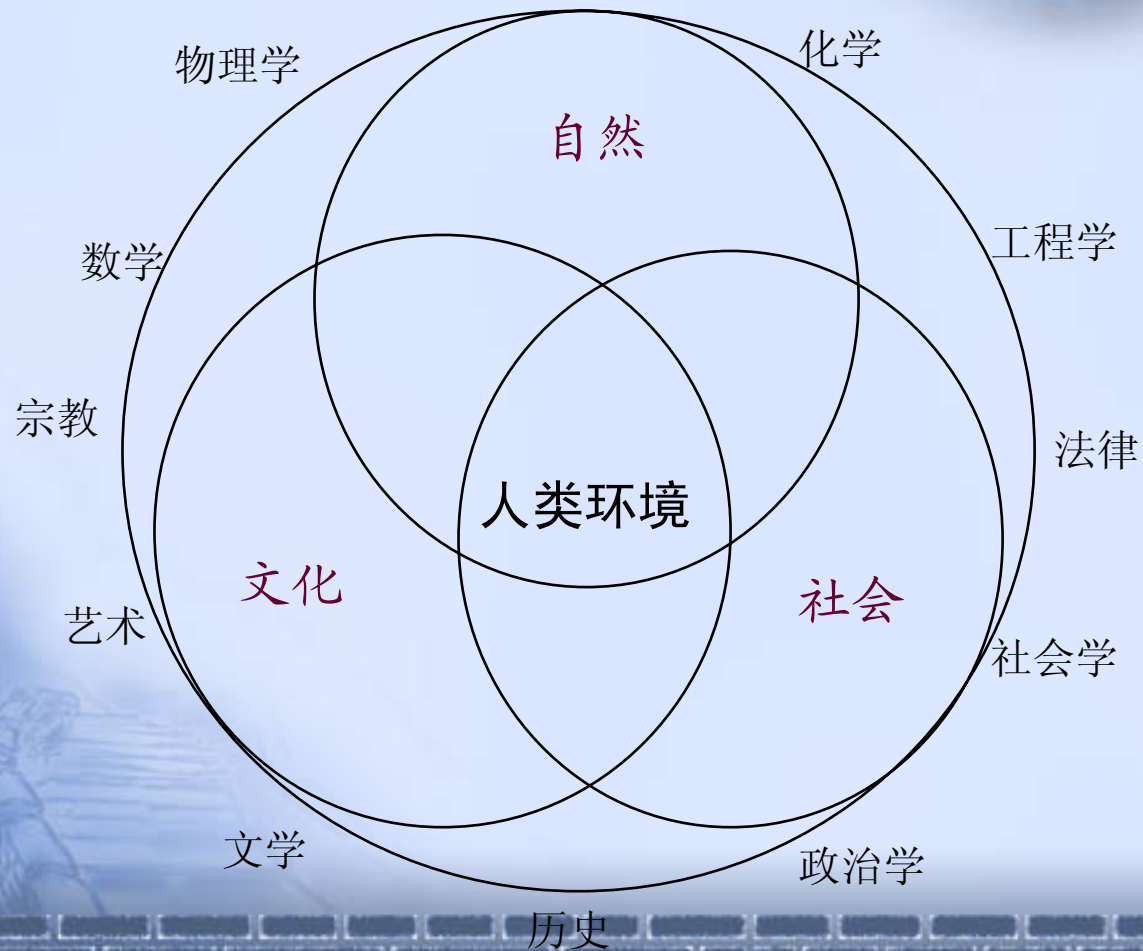 物理学
化学
自然
数学
工程学
宗教
法律
人类环境
文化
社会
艺术
社会学
文学
政治学
历史